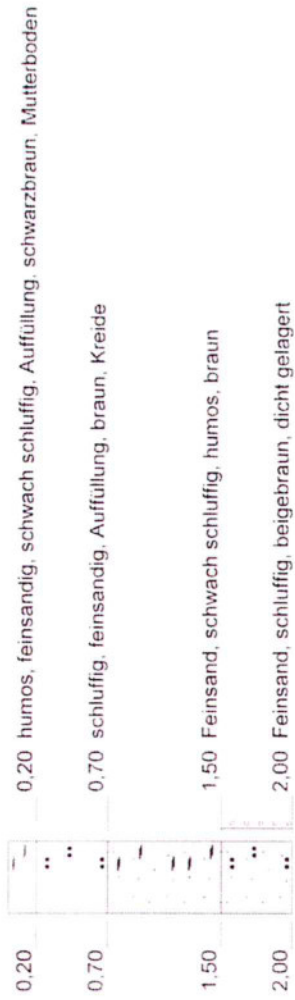 0,20 0,20 humos, feinsandig, schwach schluffig, Auffüllung, schwarzbraun, Mutterboden
0,70 0,70 schluffig, feinsandig, Auffüllung, braun, Kreide
1,50 1,50 Feinsand, schwach schluffig, humos, braun
2,00 2,00 Feinsand, schluffig, beigebraun, dicht gelagert